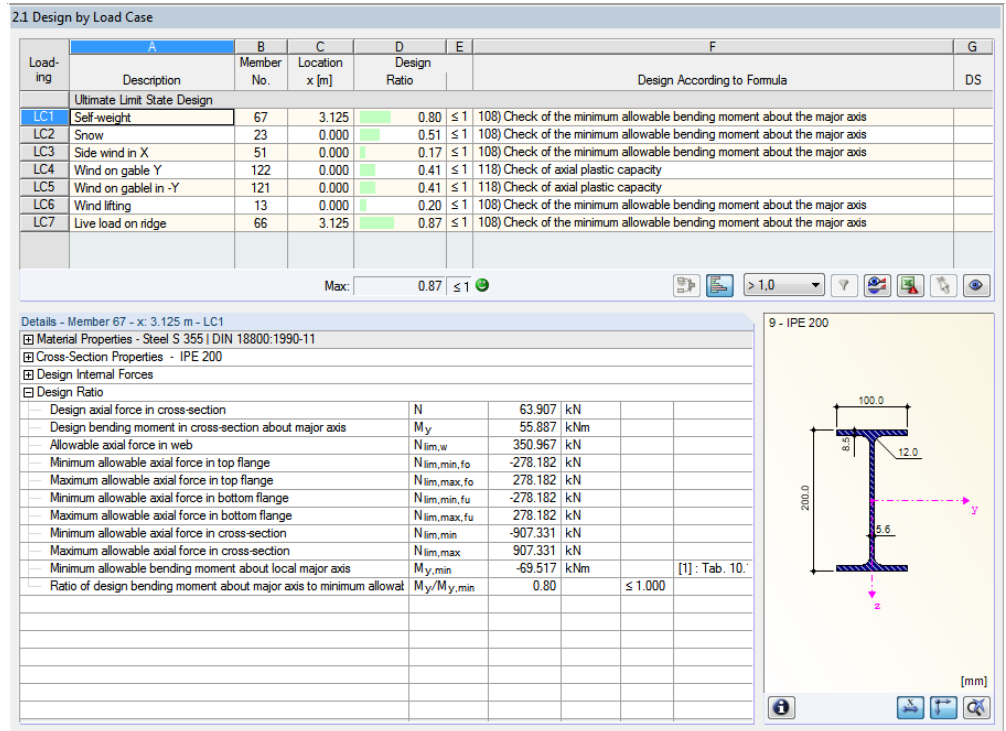 2.1 Design by Load Case
A B C D E F G
Load- Member Location Design
ing Description No. x [m] Ratio Design According to Formula DS
Ultimate Limit State Design
LC1 Self-weight 67 3.125 0.80 ≤ 1 108) Check of the minimum allowable bending moment about the major axis
LC2 Snow 23 0.000 0.51 ≤ 1 108) Check of the minimum allowable bending moment about the major axis
LC3 Side wind in X 51 0.000 0.17 ≤ 1 108) Check of the minimum allowable bending moment about the major axis
LC4 Wind on gable Y 122 0.000 0.41 ≤ 1 118) Check of axial plastic capacity
LC5 Wind on gablel in -Y 121 0.000 0.41 ≤ 1 118) Check of axial plastic capacity
LC6 Wind lifting 13 0.000 0.20 ≤ 1 108) Check of the minimum allowable bending moment about the major axis
LC7 Live load on ridge 66 3.125 0.87 ≤ 1 108) Check of the minimum allowable bending moment about the major axis
Max: 0.87 ≤ 1 > 1,0
Details - Member 67 - x: 3.125 m - LC1
Material Properties - Steel S 355 | DIN 18800:1990-11
Cross-Section Properties - IPE 200
Design Internal Forces
Design Ratio
Design axial force in cross-section N 63.907 kN
Design bending moment in cross-section about major axis My 55.887 kNm
Allowable axial force in web Nlim,w 350.967 kN
Minimum allowable axial force in top flange Nlim,min,fo -278.182 kN
Maximum allowable axial force in top flange Nlim,max,fo 278.182 kN
Minimum allowable axial force in bottom flange Nlim,min,fu -278.182 kN
Maximum allowable axial force in bottom flange Nlim,max,fu 278.182 kN
Minimum allowable axial force in cross-section Nlim,min -907.331 kN
Maximum allowable axial force in cross-section Nlim,max 907.331 kN
Minimum allowable bending moment about local major axis My,min -69.517 kNm [1] : Tab. 10.
Ratio of design bending moment about major axis to minimum allowal My/My,min 0.80 ≤ 1.000
9 - IPE 200
100.0
8.5
12.0
200.0
y
5.6
z
[mm]